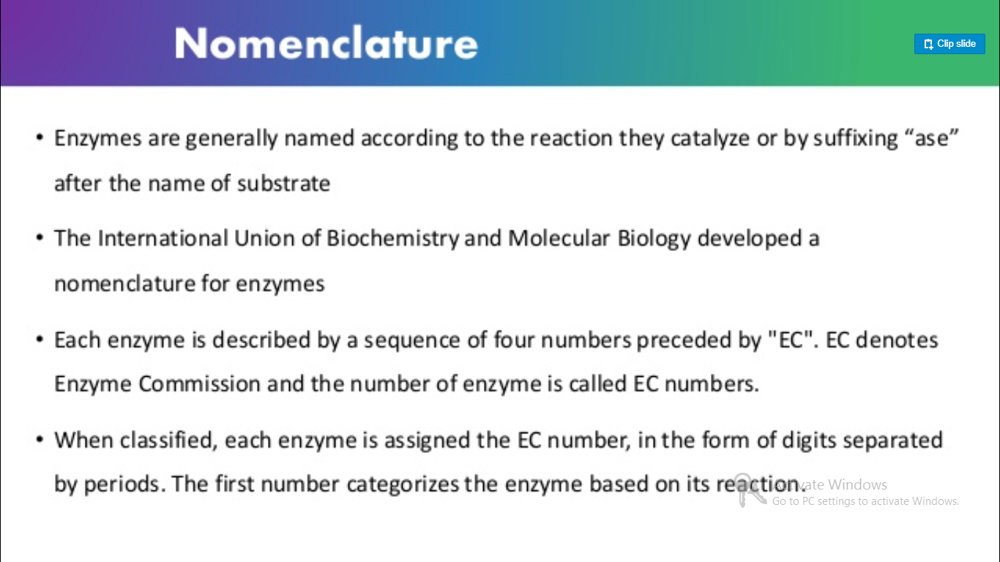 Nomenclature
Clip slide
• Enzymes are generally named according to the reaction they catalyze or by suffixing “ase”
after the name of substrate
• The International Union of Biochemistry and Molecular Biology developed a
nomenclature for enzymes
• Each enzyme is described by a sequence of four numbers preceded by "EC". EC denotes
Enzyme Commission and the number of enzyme is called EC numbers.
• When classified, each enzyme is assigned the EC number, in the form of digits separated
by periods. The first number categorizes the enzyme based on its reaction.
Activate Windows
Go to PC settings to activate Windows.